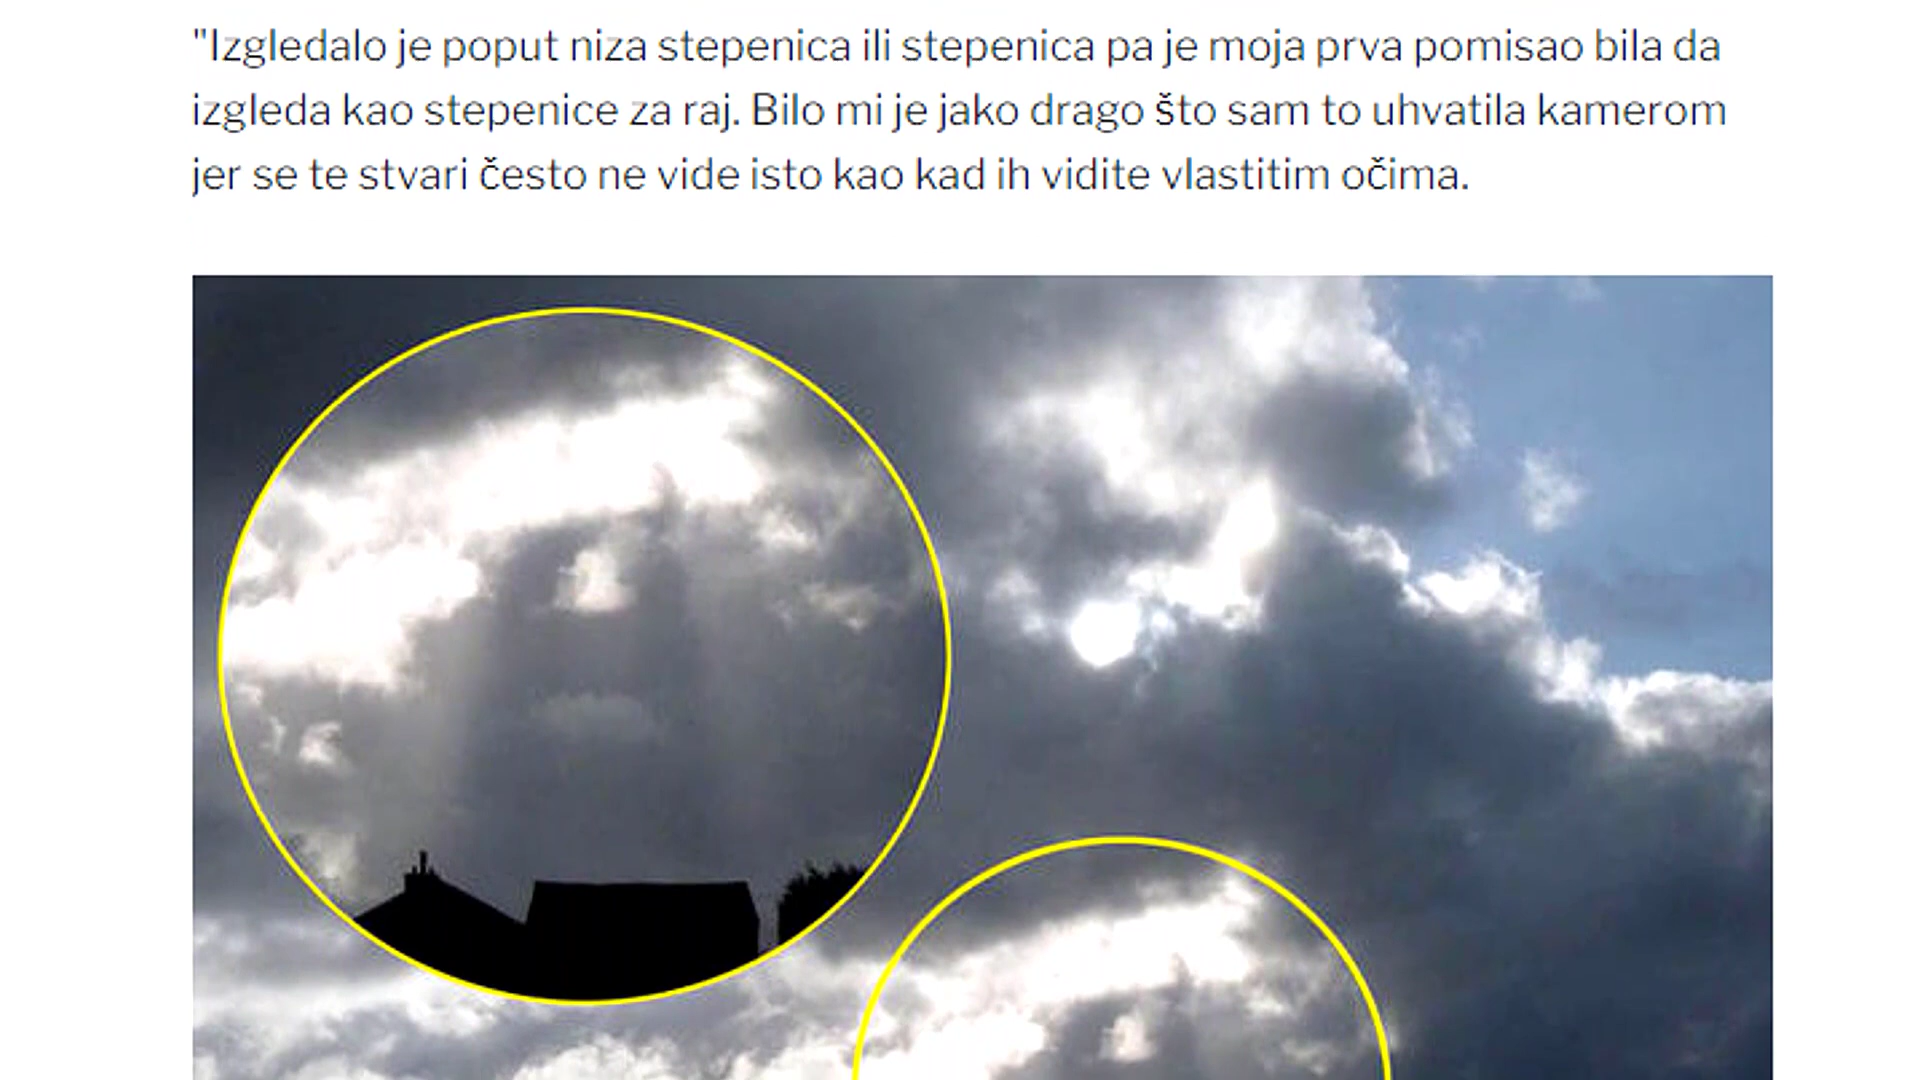 "Izgledalo je poput niza stepenica ili stepenica pa je moja prva pomisao bila da
izgleda kao stepenice za raj. Bilo mi je jako drago što sam to uhvatila kamerom
jer se te stvari često ne vide isto kao kad ih vidite vlastitim očima.